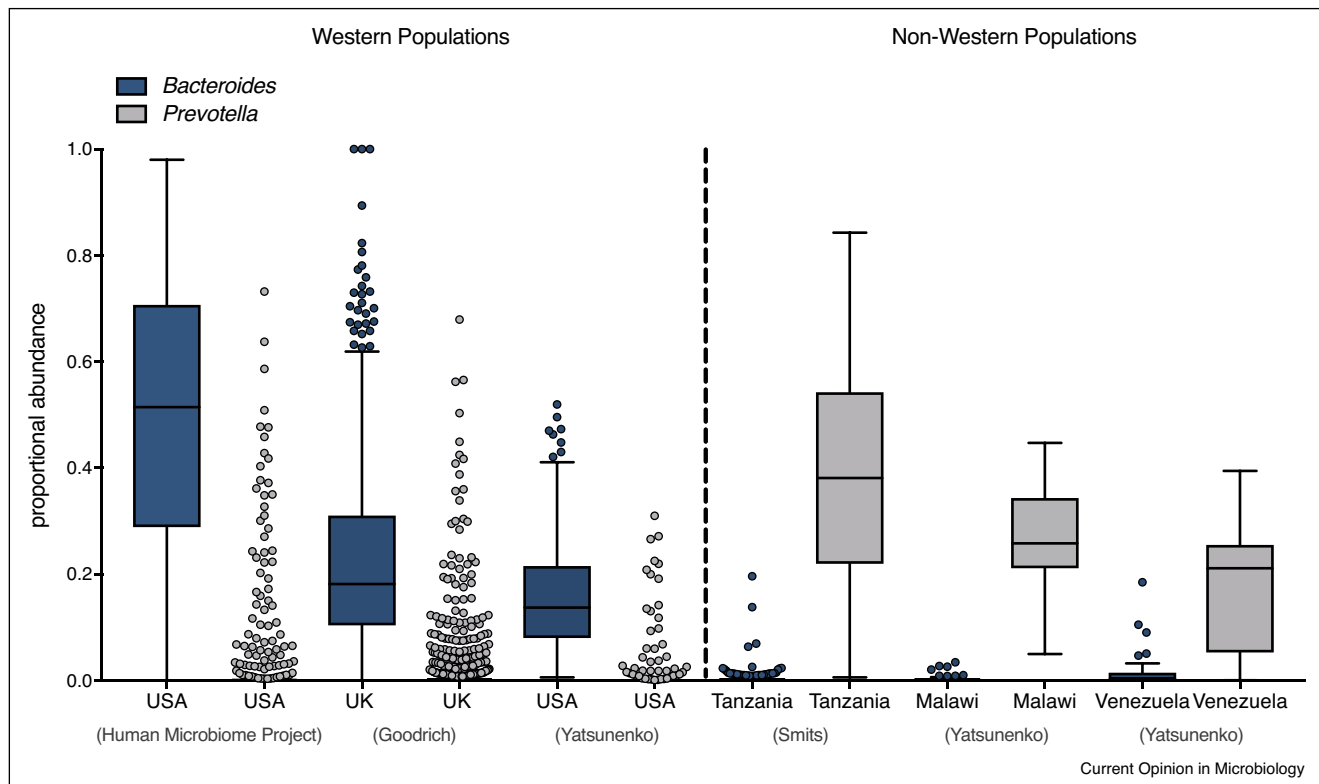 Western Populations
Non-Western Populations
Bacteroides
Prevotella
proportional abundance
1.0
0.8
0.6
0.4
0.2
0.0
USA USA UK UK USA USA Tanzania Tanzania Malawi Malawi Venezuela Venezuela
(Human Microbiome Project) (Goodrich) (Yatsunenko) (Smits) (Yatsunenko) (Yatsunenko)
Current Opinion in Microbiology